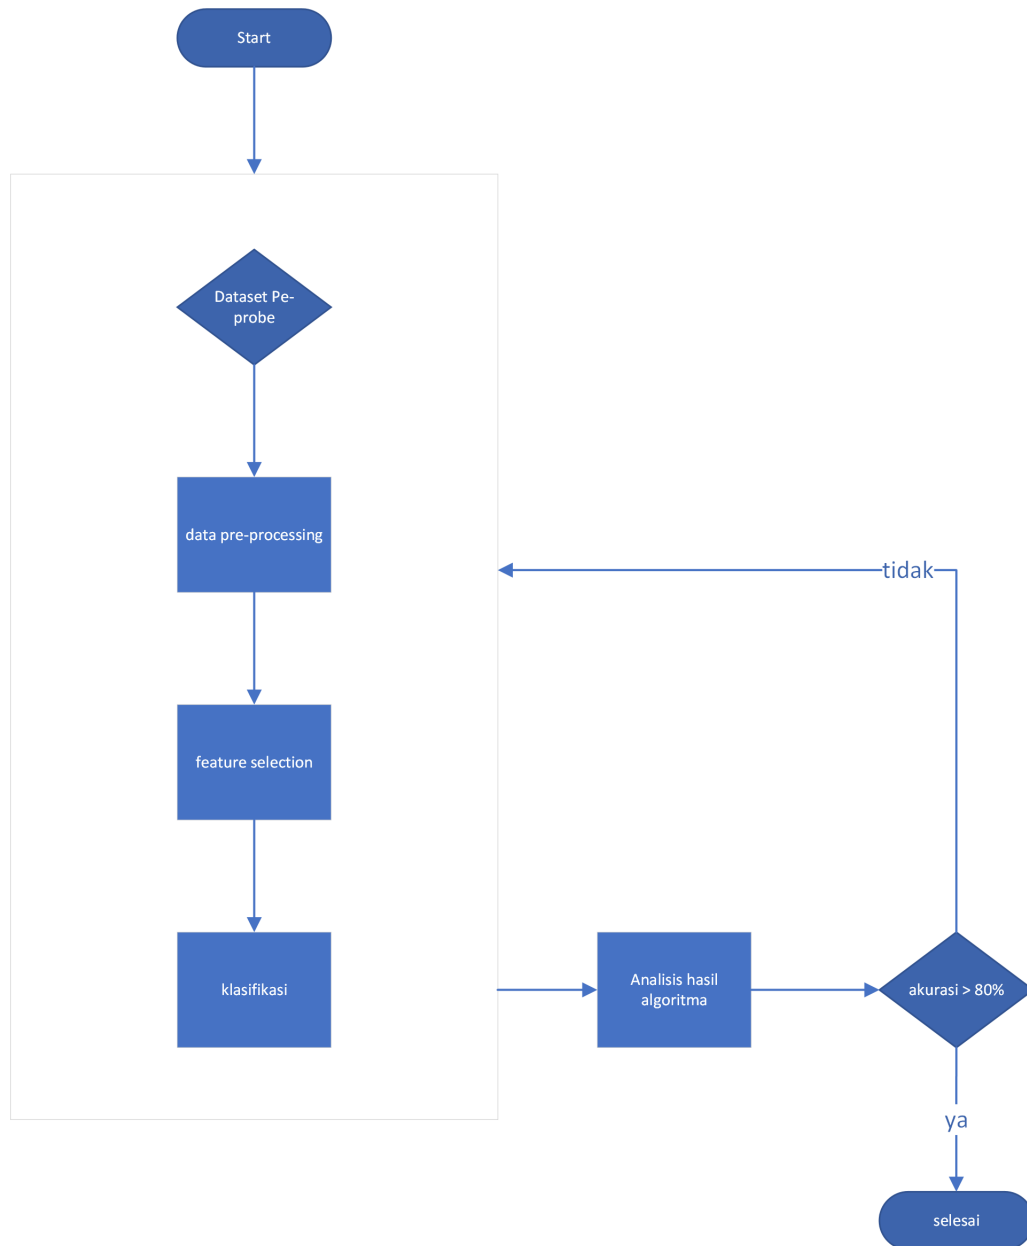 Start
Dataset Pe-
probe
data pre-processing
tidak
feature selection
klasifikasi
Analisis hasil
algoritma
akurasi > 80%
ya
selesai